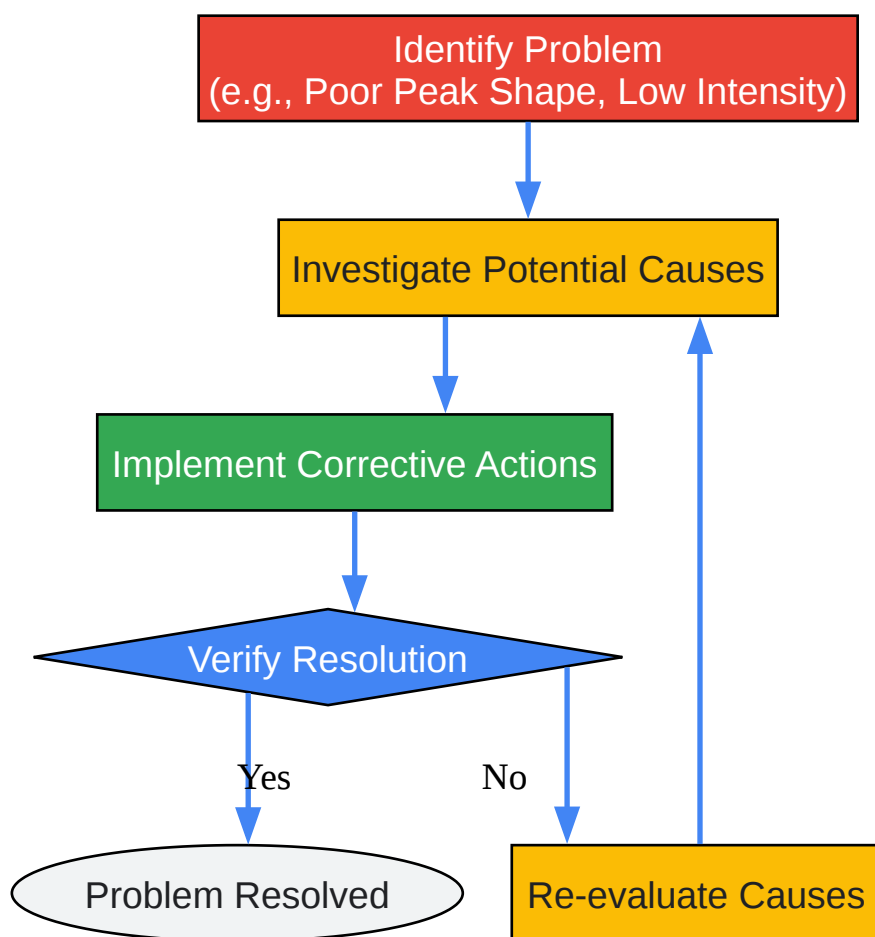 Identify Problem
(e.g., Poor Peak Shape, Low Intensity)
Investigate Potential Causes
Implement Corrective Actions
Verify Resolution
Yes
No
Problem Resolved
Re-evaluate Causes